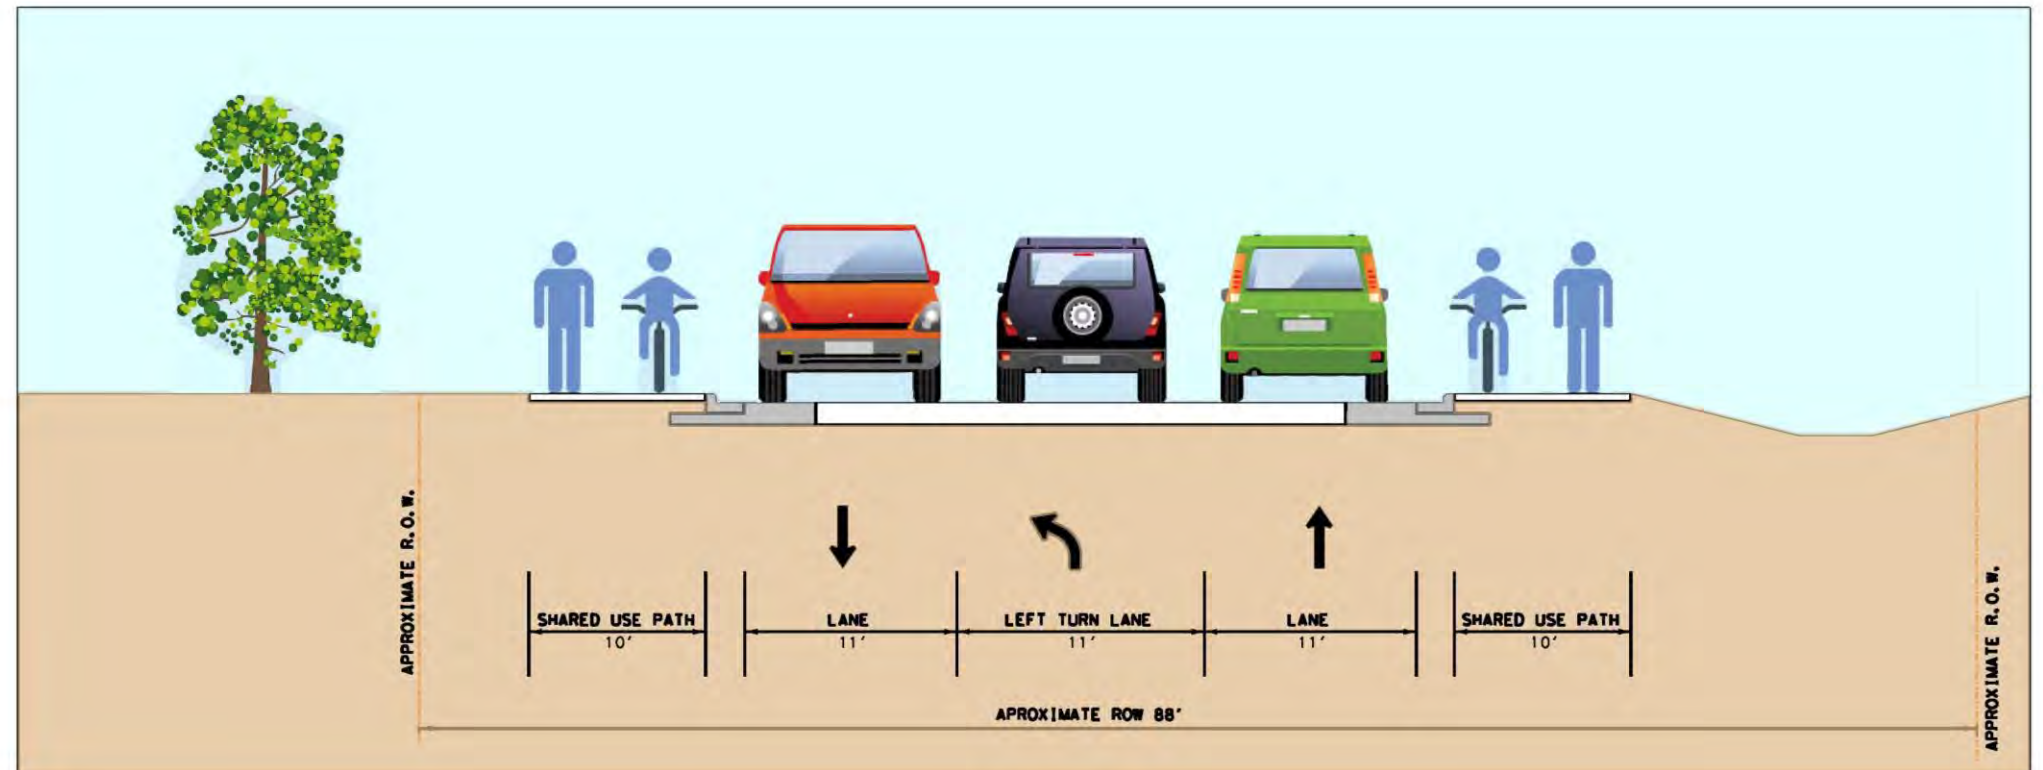 APPROXIMATE R.O.W.
SHARED USE PATH
10'
LANE
11'
LEFT TURN LANE
11'
LANE
11'
SHARED USE PATH
10'
APROXIMATE ROW 88'
APPROXIMATE R.O.W.